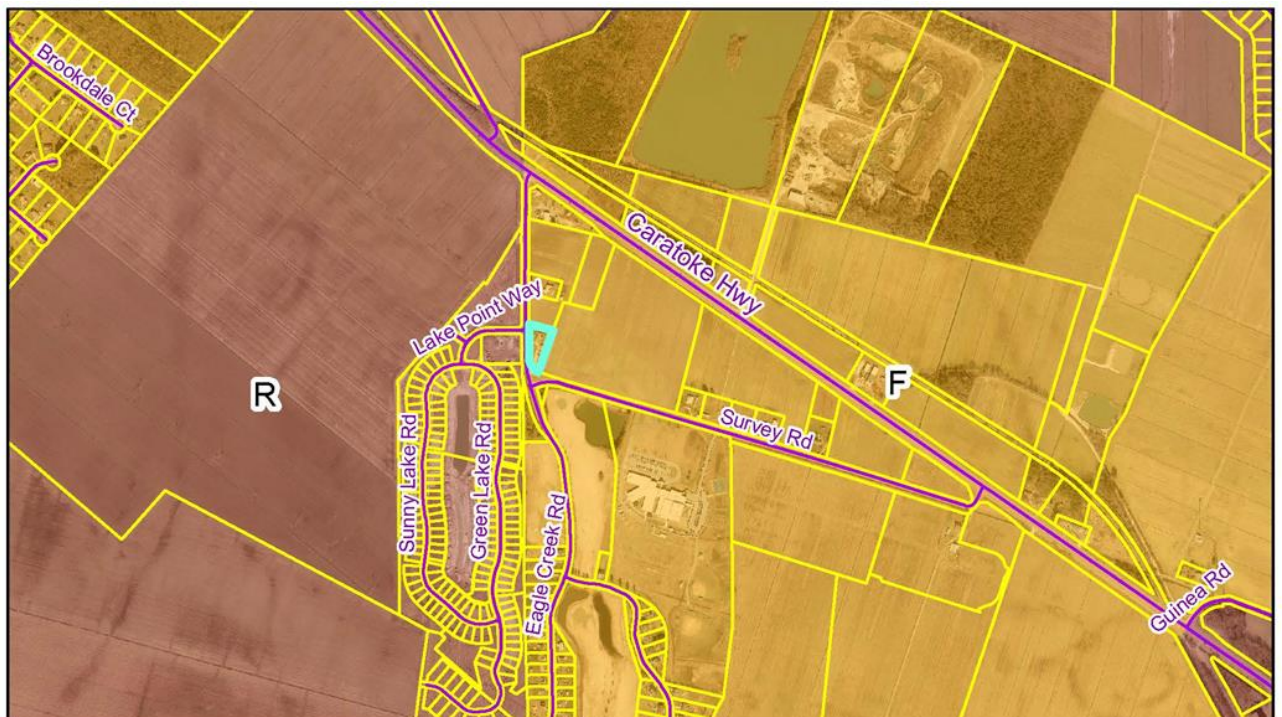 Brookdale Ct
Caratoke Hwy
Lake Point Way
R
F
Survey Rd
Sunny Lake Rd
Green Lake Rd
Eagle Creek Rd
Guinea Rd